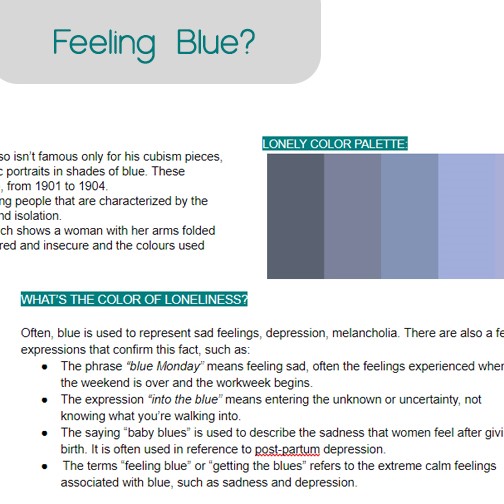 Feeling Blue?
so isn't famous only for his cubism pieces,
c portraits in shades of blue. These
, from 1901 to 1904.
ng people that are characterized by the
nd isolation.
ch shows a woman with her arms folded
red and insecure and the colours used
LONELY COLOR PALETTE:
WHAT'S THE COLOR OF LONELINESS?
Often, blue is used to represent sad feelings, depression, melancholia. There are also a fe
expressions that confirm this fact, such as:
● The phrase "blue Monday" means feeling sad, often the feelings experienced when
the weekend is over and the workweek begins.
● The expression "into the blue" means entering the unknown or uncertainty, not
knowing what you're walking into.
● The saying "baby blues" is used to describe the sadness that women feel after givi
birth. It is often used in reference to post-partum depression.
● The terms "feeling blue" or "getting the blues" refers to the extreme calm feelings
associated with blue, such as sadness and depression.